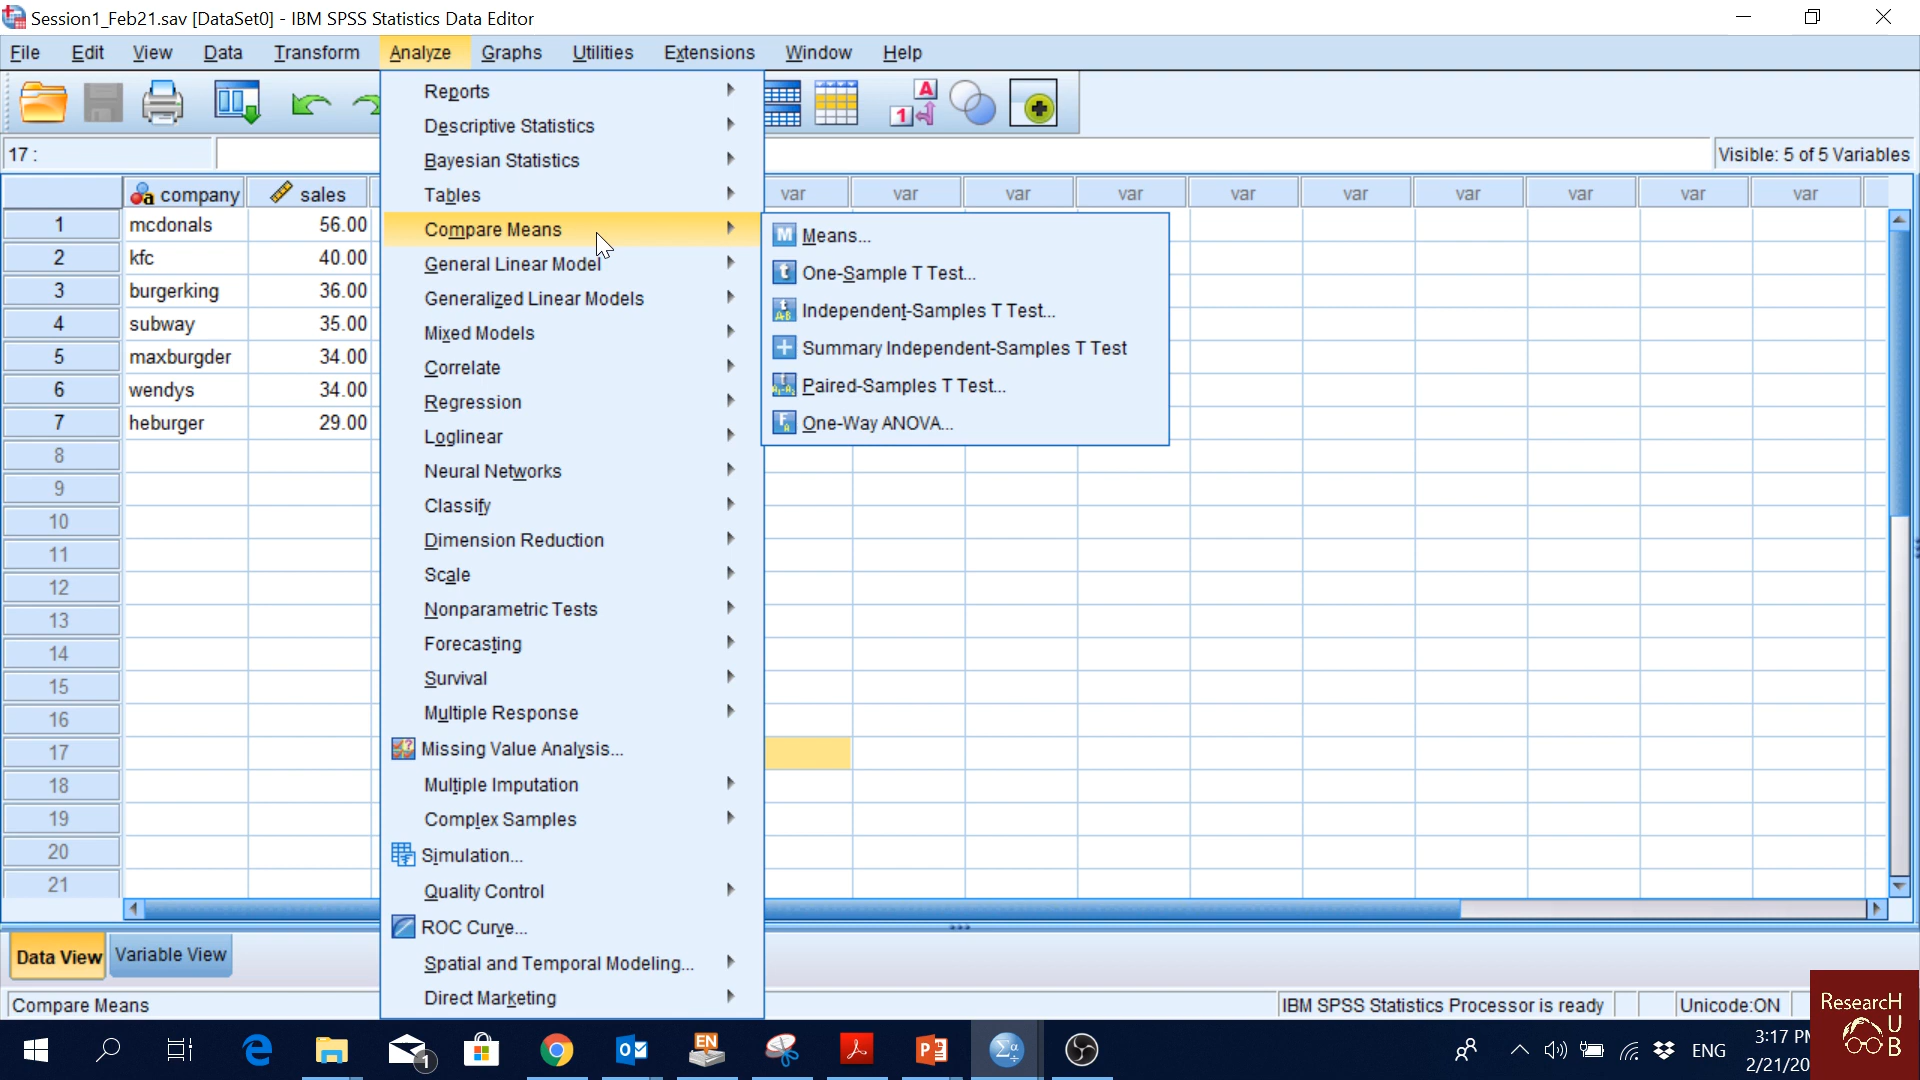 Session1_Feb21.sav [DataSet0] - IBM SPSS Statistics Data Editor
File Edit View Data Transform Analyze Graphs Utilities Extensions Window Help
17 :
Visible: 5 of 5 Variables
company sales var var var var var var var var var var
1 mcdonals 56.00
2 kfc 40.00
3 burgerking 36.00
4 subway 35.00
5 maxburgder 34.00
6 wendys 34.00
7 heburger 29.00
8
9
10
11
12
13
14
15
16
17
18
19
20
21
Reports
Descriptive Statistics
Bayesian Statistics
Tables
Compare Means
General Linear Model
Generalized Linear Models
Mixed Models
Correlate
Regression
Loglinear
Neural Networks
Classify
Dimension Reduction
Scale
Nonparametric Tests
Forecasting
Survival
Multiple Response
Missing Value Analysis...
Multiple Imputation
Complex Samples
Simulation...
Quality Control
ROC Curve...
Spatial and Temporal Modeling...
Direct Marketing
Means...
One-Sample T Test...
Independent-Samples T Test...
Summary Independent-Samples T Test
Paired-Samples T Test...
One-Way ANOVA...
Data View Variable View
Compare Means
IBM SPSS Statistics Processor is ready Unicode:ON
ResearcH
U
B
1
EN
ENG
3:17 PM
2/21/20